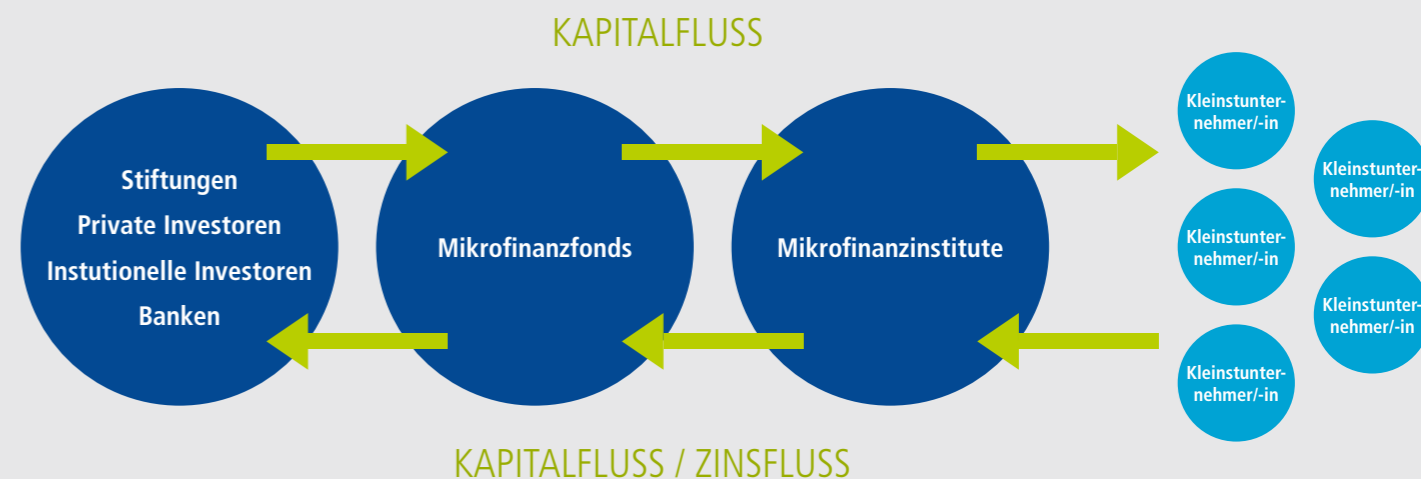 KAPITALFLUSS
Stiftungen
Private Investoren
Instutionelle Investoren
Banken
Mikrofinanzfonds
Mikrofinanzinstitute
Kleinstunter-
nehmer/-in
Kleinstunter-
nehmer/-in
Kleinstunter-
nehmer/-in
Kleinstunter-
nehmer/-in
Kleinstunter-
nehmer/-in
KAPITALFLUSS / ZINSFLUSS